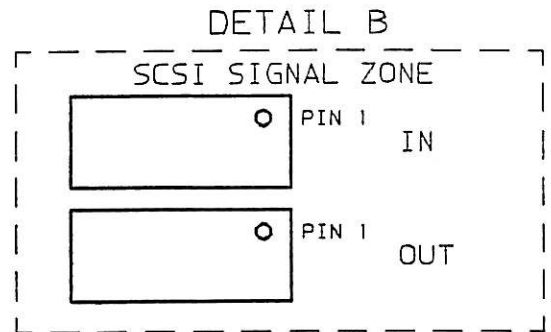 DETAIL B
SCSI SIGNAL ZONE
PIN 1
IN
PIN 1
OUT